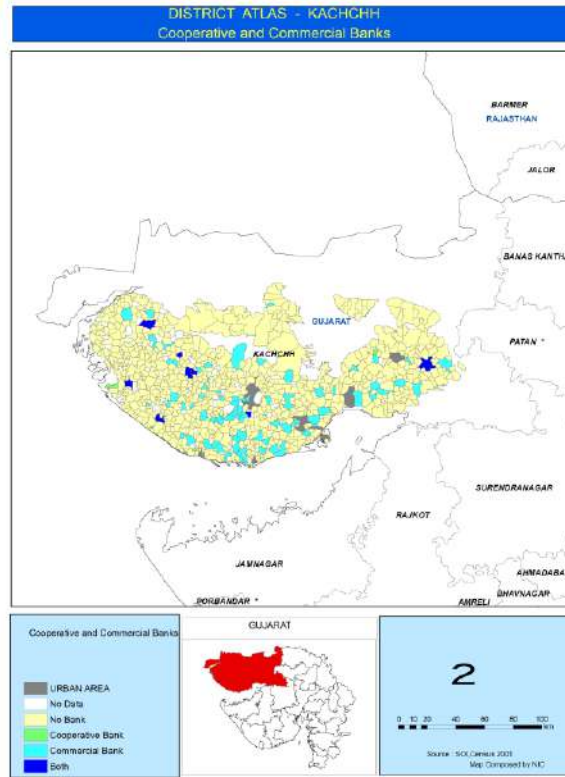 DISTRICT ATLAS - KACHCHH
Cooperative and Commercial Banks
BARMER
RAJASTHAN
JALOR
BANAS KANTHA
GUJARAT
PATAN
KACHCHH
SURENDRANAGAR
RAJKOT
JAMNAGAR
AHMADABA
BHAVNAGAR
PORBANDAR
AMRELI
Cooperative and Commercial Banks
URBAN AREA
No Data
No Bank
Cooperative Bank
Commercial Bank
Both
GUJARAT
2
0 10 20 40 60 80 100
Source : SOI,Census 2001
Map Composed by NIC